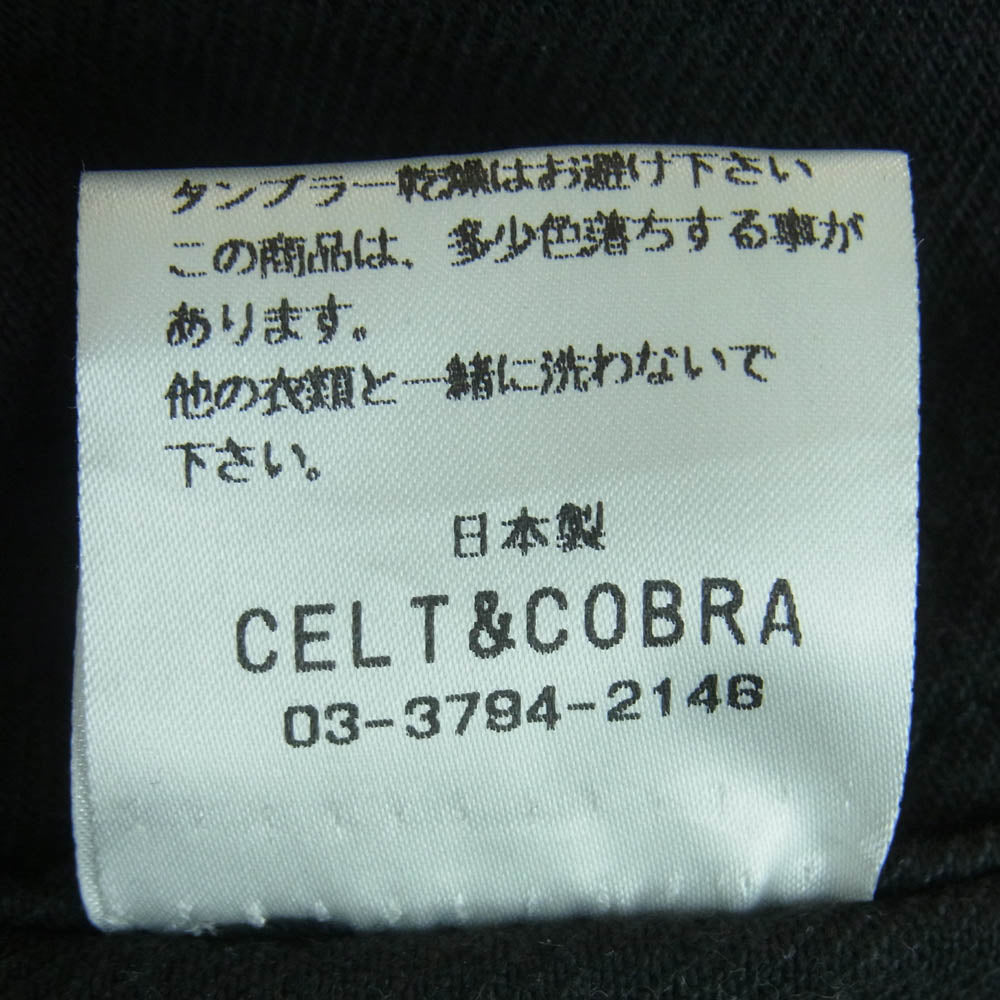 タンブラー乾燥はお避け下さい
この商品は、多少色落ちする事が
あります。
他の衣類と一緒に洗わないで
下さい。
日本製
CELT&COBRA
03-3794-2146